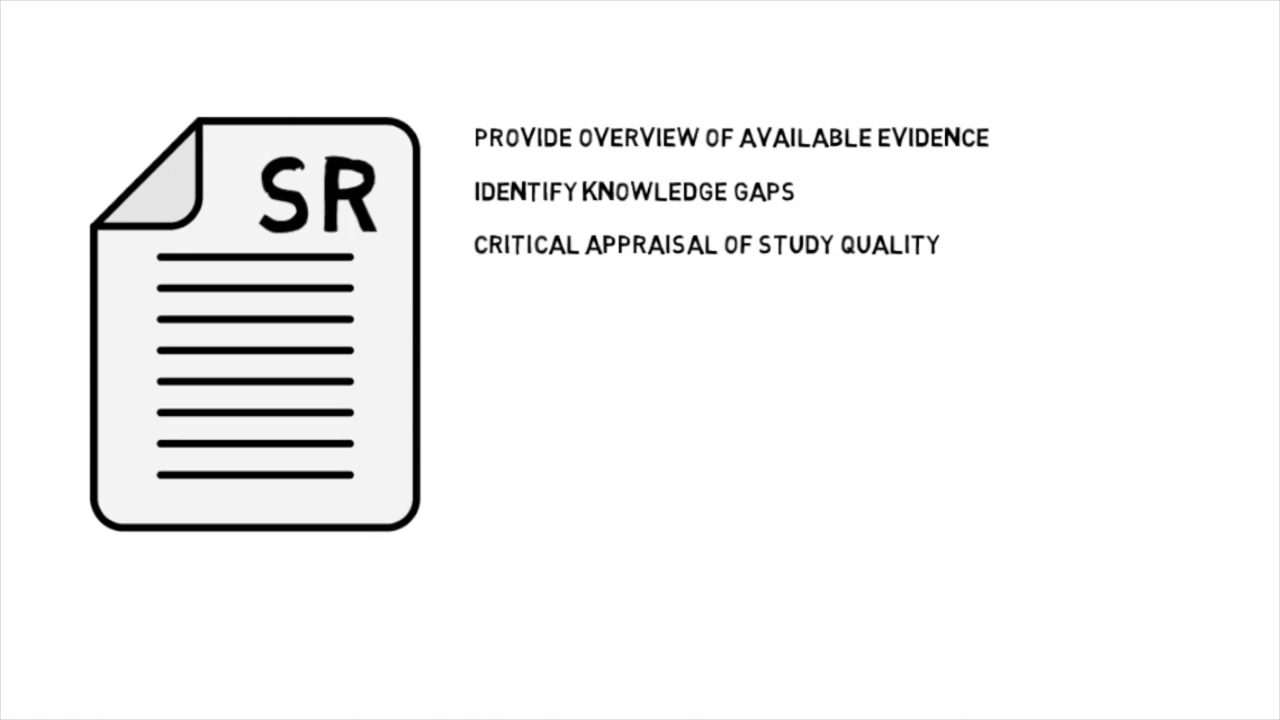 SR
PROVIDE OVERVIEW OF AVAILABLE EVIDENCE
IDENTIFY KNOWLEDGE GAPS
CRITICAL APPRAISAL OF STUDY QUALITY